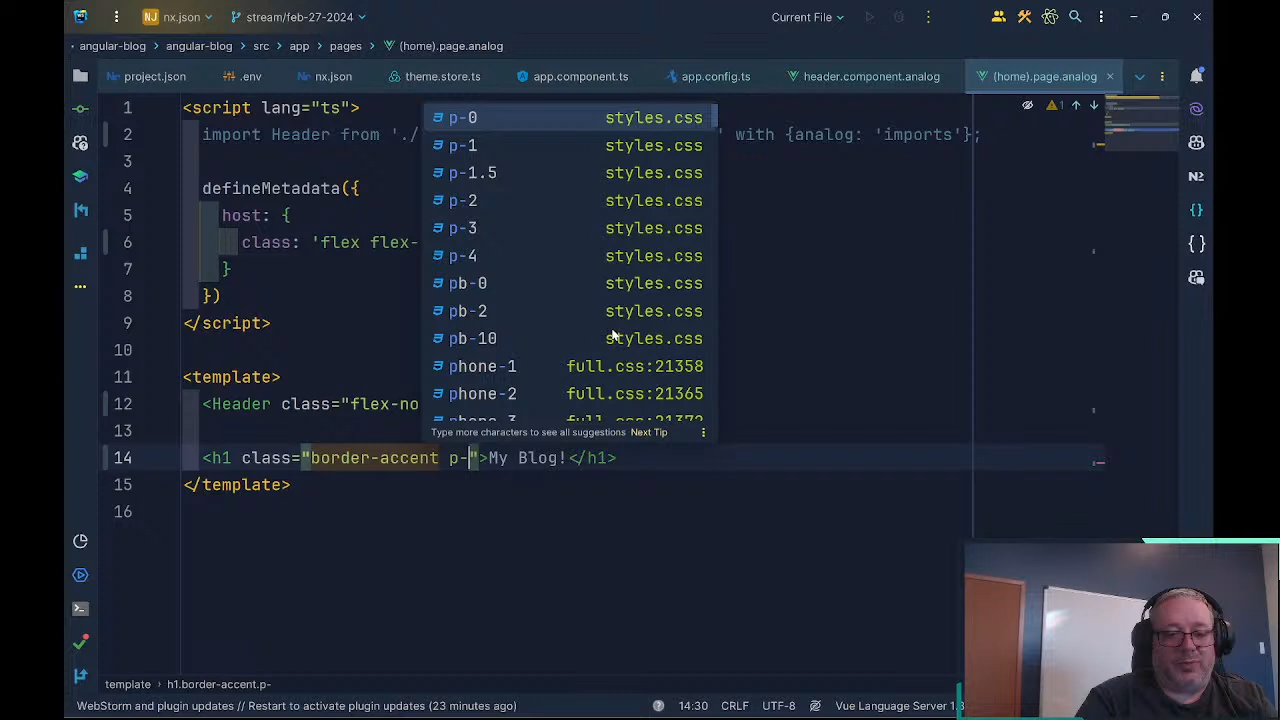 NJ nx.json
stream/feb-27-2024
Current File
angular-blog
angular-blog
src
app
pages
(home).page.analog
project.json
.env
nx.json
theme.store.ts
app.component.ts
app.config.ts
header.component.analog
(home).page.analog
1 <script lang="ts">
2 import Header from './ ' with {analog: 'imports'};
3
4 defineMetadata({
5 host: {
6 class: 'flex flex-
7 }
8 })
9 </script>
10
11 <template>
12 <Header class="flex-no
13
14 <h1 class="border-accent p-">My Blog!</h1>
15 </template>
16
1
N2
p-0 styles.css
p-1 styles.css
p-1.5 styles.css
p-2 styles.css
p-3 styles.css
p-4 styles.css
pb-0 styles.css
pb-2 styles.css
pb-10 styles.css
phone-1 full.css:21358
phone-2 full.css:21365
phone-3 full.css:21372
Type more characters to see all suggestions Next Tip
template
h1.border-accent.p-
WebStorm and plugin updates // Restart to activate plugin updates (23 minutes ago)
14:30 CRLF UTF-8 Vue Language Server